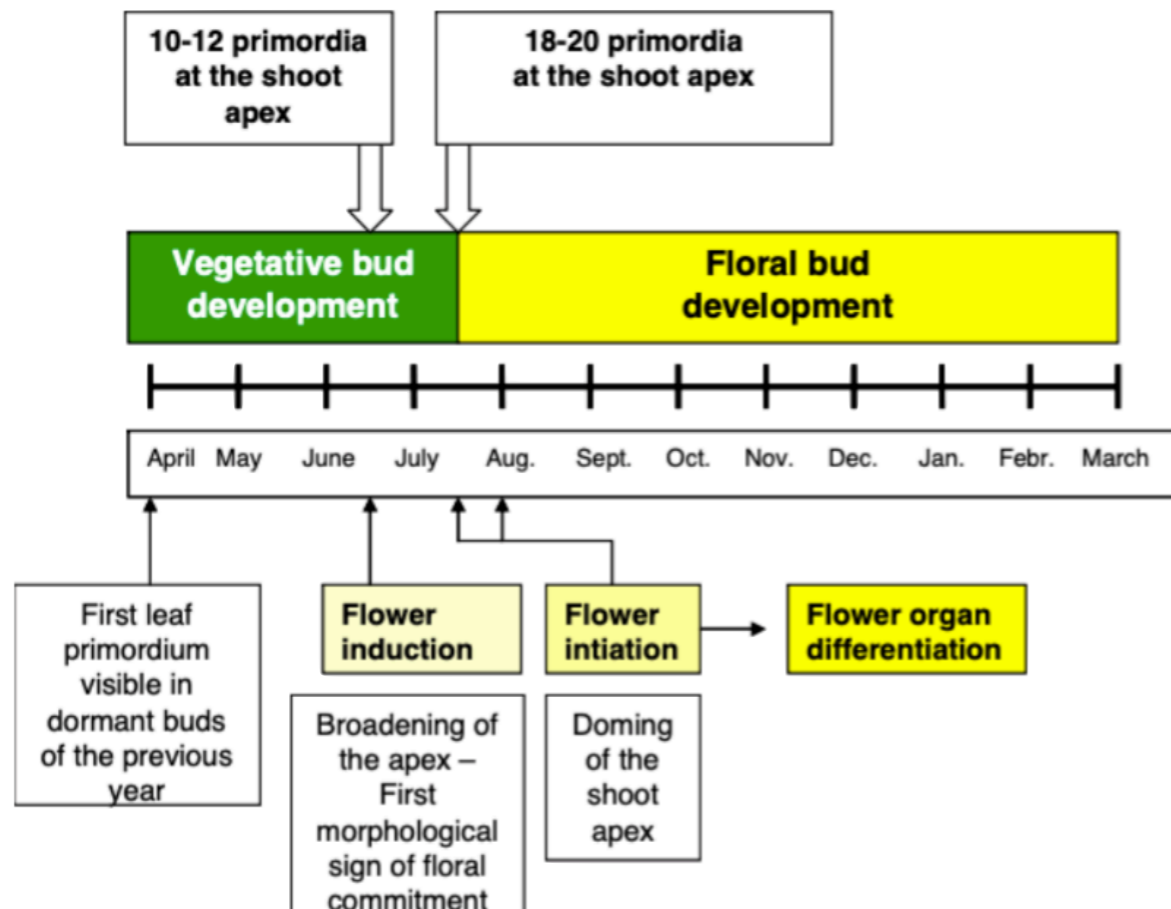 10-12 primordia
at the shoot
apex
18-20 primordia
at the shoot apex
Vegetative bud
development
Floral bud
development
April May June July Aug. Sept. Oct. Nov. Dec. Jan. Febr. March
First leaf
primordium
visible in
dormant buds
of the previous
year
Flower
induction
Broadening of
the apex –
First
morphological
sign of floral
commitment
Flower
intiation
Doming
of the
shoot
apex
Flower organ
differentiation